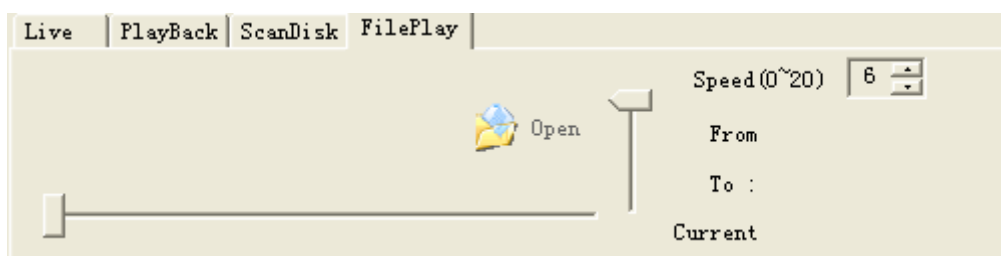 Live PlayBack ScanDisk FilePlay
Speed(0~20) 6
Open
From
To :
Current